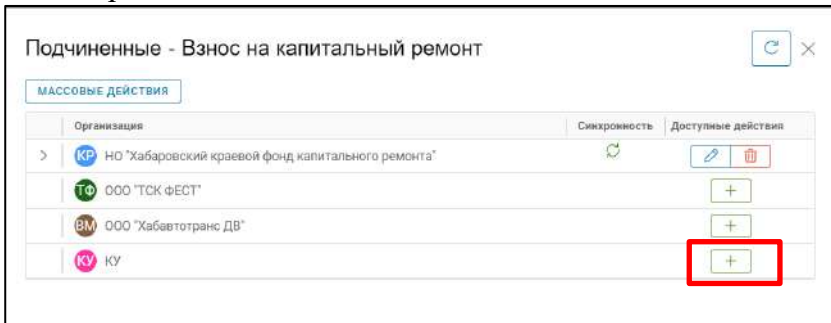 Подчиненные - Взнос на капитальный ремонт
МАССОВЫЕ ДЕЙСТВИЯ
Организация Синхронность Доступные действия
КР НО "Хабаровский краевой фонд капитального ремонта"
ТФ ООО "ТСК ФЕСТ"
ВМ ООО "Хабавтотранс ДВ"
КУ КУ